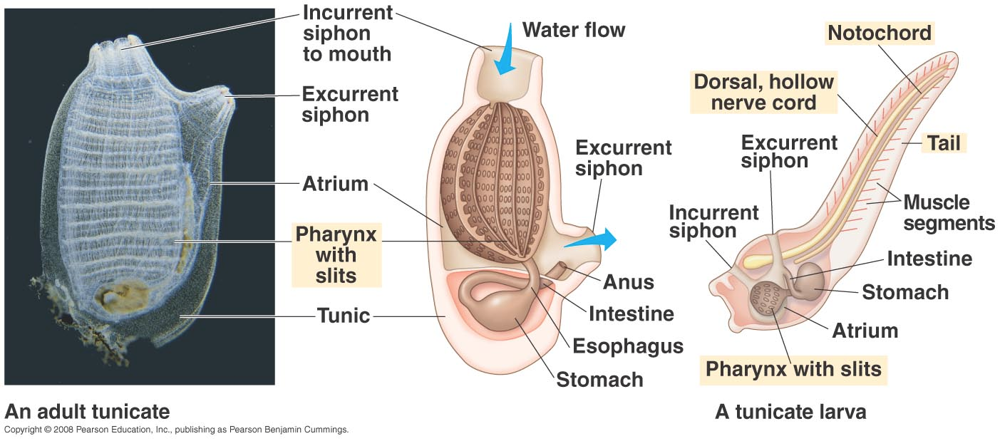 Incurrent
siphon
to mouth
Excurrent
siphon
Atrium
Pharynx
with
slits
Tunic
Water flow
Excurrent
siphon
Anus
Intestine
Esophagus
Stomach
Notochord
Dorsal, hollow
nerve cord
Excurrent
siphon
Tail
Incurrent
siphon
Muscle
segments
Intestine
Stomach
Atrium
Pharynx with slits
An adult tunicate
A tunicate larva
Copyright © 2008 Pearson Education, Inc., publishing as Pearson Benjamin Cummings.